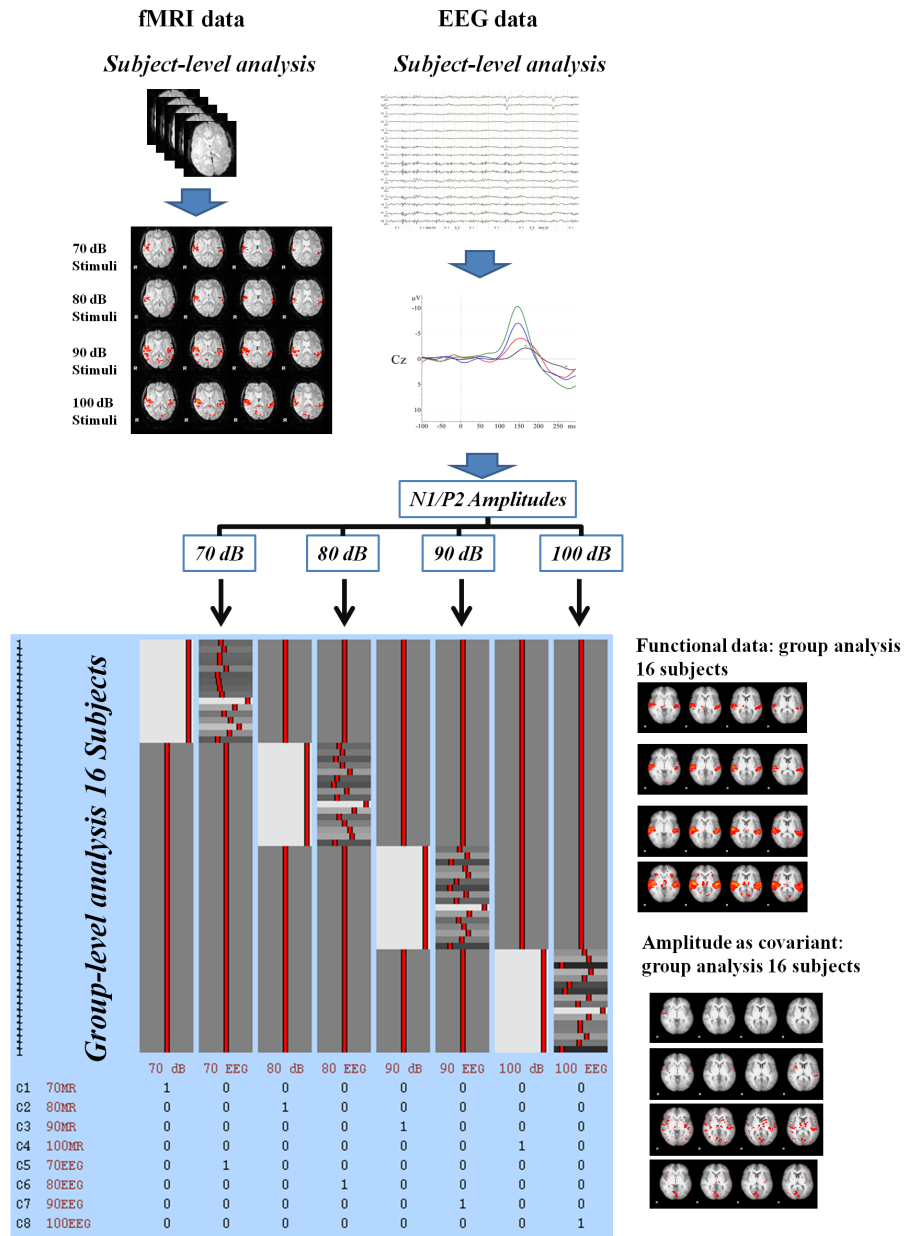 fMRI data
EEG data
Subject-level analysis
Subject-level analysis
70 dB
Stimuli
80 dB
Stimuli
90 dB
Stimuli
100 dB
Stimuli
R R R R
R R R R
R R R R
R R R R
µV
-10
-5
Cz
0
5
10
-100 -50 0 50 100 150 200 250 ms
N1/P2 Amplitudes
70 dB
80 dB
90 dB
100 dB
1
Group-level analysis 16 Subjects
Functional data: group analysis
16 subjects
Amplitude as covariant:
group analysis 16 subjects
70 dB 70 EEG 80 dB 80 EEG 90 dB 90 EEG 100 dB 100 EEG
C1 70MR 1 0 0 0 0 0 0 0
C2 80MR 0 0 1 0 0 0 0 0
C3 90MR 0 0 0 0 1 0 0 0
C4 100MR 0 0 0 0 0 0 1 0
C5 70EEG 0 1 0 0 0 0 0 0
C6 80EEG 0 0 0 1 0 0 0 0
C7 90EEG 0 0 0 0 0 1 0 0
C8 100EEG 0 0 0 0 0 0 0 1